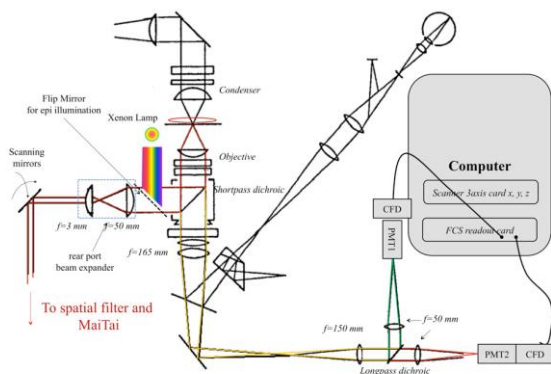 Condenser
Flip Mirror
for epi illumination
Xenon Lamp
Scanning
mirrors
Objective
Shortpass dichroic
f=3 mm
f=50 mm
rear port
beam expander
f=165 mm
To spatial filter and
MaiTai
Computer
Scanner 3axis card x, y, z
FCS readout card
CFD
PMT1
f=50 mm
f=150 mm
Longpass dichroic
PMT2
CFD